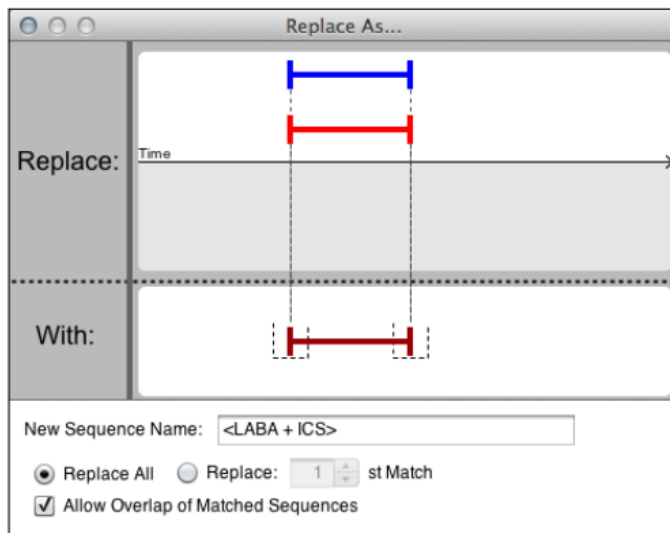 Replace As...
Replace:
Time
With:
New Sequence Name: <LABA + ICS>
Replace All Replace: 1 st Match
Allow Overlap of Matched Sequences